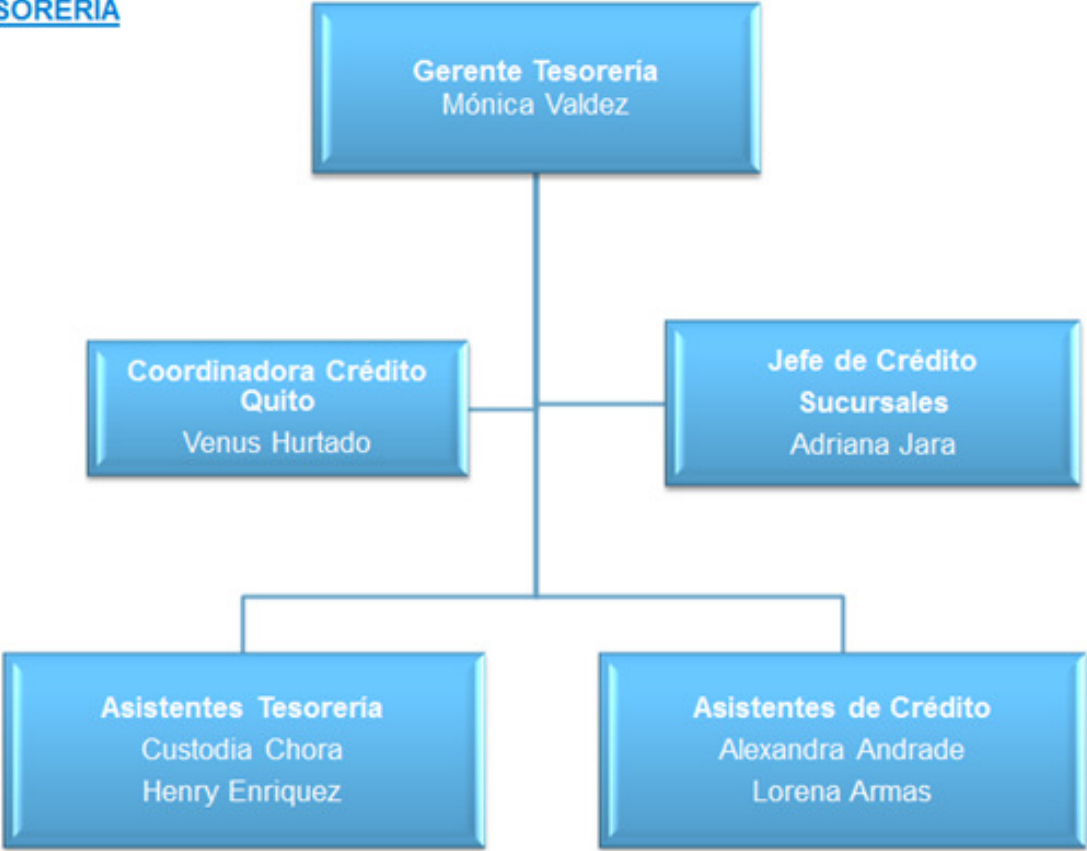 SORERÍA
Gerente Tesorería
Mónica Valdez
Coordinadora Crédito
Quito
Venus Hurtado
Jefe de Crédito
Sucursales
Adriana Jara
Asistentes Tesorería
Custodia Chora
Henry Enriquez
Asistentes de Crédito
Alexandra Andrade
Lorena Armas